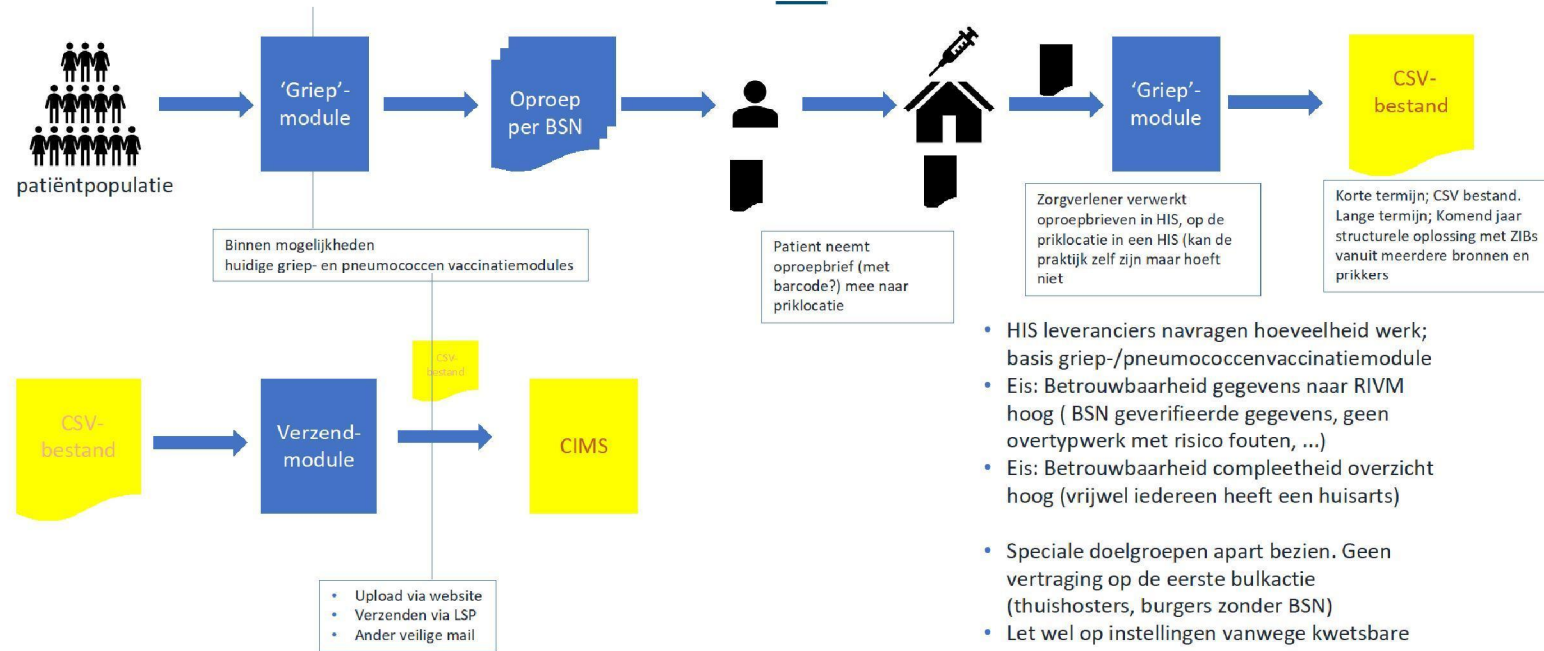 patiëntpopulatie
‘Griep’-
module
Oproep
per BSN
‘Griep’-
module
CSV-
bestand
Binnen mogelijkheden
huidige griep- en pneumococcen vaccinatiemodules
Patient neemt
oproepbrief (met
barcode?) mee naar
priklocatie
Zorgverlener verwerkt
oproepbrieven in HIS, op de
priklocatie in een HIS (kan de
praktijk zelf zijn maar hoeft
niet
Korte termijn; CSV bestand.
Lange termijn; Komend jaar
structurele oplossing met ZIBs
vanuit meerdere bronnen en
prikkers
CSV-
bestand
Verzend-
module
CSV-
bestand
CIMS
• Upload via website
• Verzenden via LSP
• Ander veilige mail
• HIS leveranciers navragen hoeveelheid werk;
basis griep-/pneumococcenvaccinatiemodule
• Eis: Betrouwbaarheid gegevens naar RIVM
hoog ( BSN geverifieerde gegevens, geen
overtypwerk met risico fouten, ...)
• Eis: Betrouwbaarheid compleetheid overzicht
hoog (vrijwel iedereen heeft een huisarts)
• Speciale doelgroepen apart bezien. Geen
vertraging op de eerste bulkactie
(thuishosters, burgers zonder BSN)
• Let wel op instellingen vanwege kwetsbare